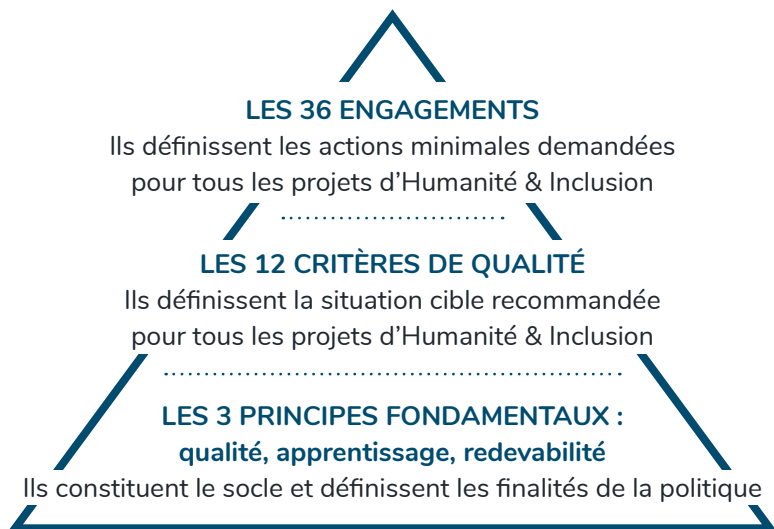 LES 36 ENGAGEMENTS
Ils définissent les actions minimales demandées
pour tous les projets d’Humanité & Inclusion
LES 12 CRITÈRES DE QUALITÉ
Ils définissent la situation cible recommandée
pour tous les projets d’Humanité & Inclusion
LES 3 PRINCIPES FONDAMENTAUX :
qualité, apprentissage, redevabilité
Ils constituent le socle et définissent les finalités de la politique